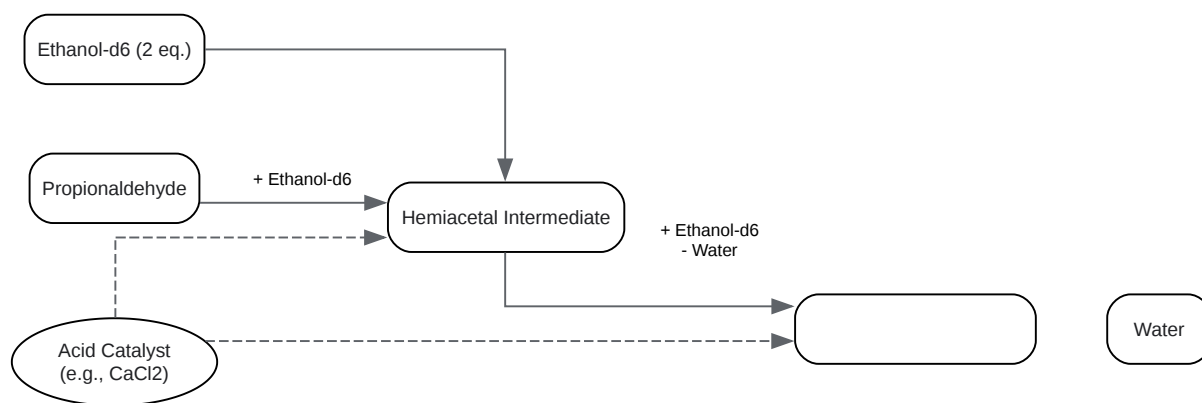 Ethanol-d6 (2 eq.)
Propionaldehyde
+ Ethanol-d6
Hemiacetal Intermediate
+ Ethanol-d6
- Water
Acid Catalyst
(e.g., CaCl2)
Water